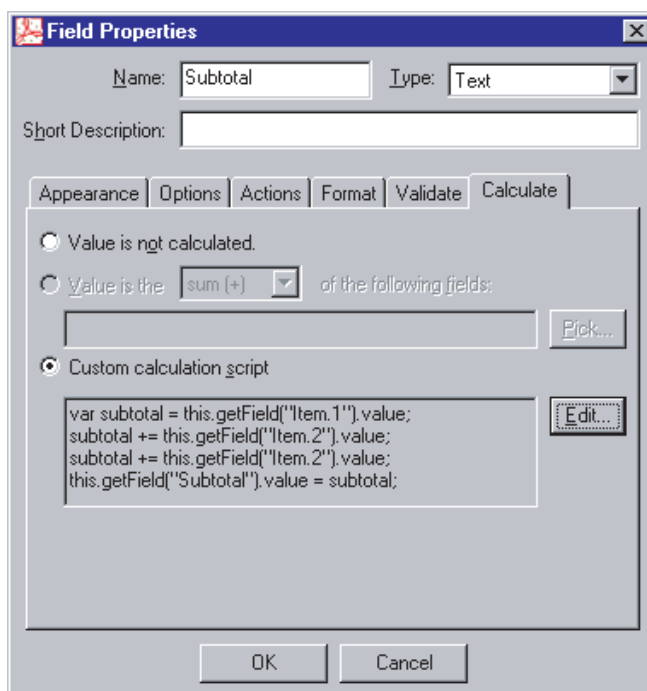 Field Properties
Name: Subtotal Type: Text
Short Description:
Appearance Options Actions Format Validate Calculate
Value is not calculated.
Value is the sum (+) of the following fields:
Pick...
Custom calculation script
var subtotal = this.getField("Item.1").value;
Edit...
subtotal += this.getField("Item.2").value;
subtotal += this.getField("Item.2").value;
this.getField("Subtotal").value = subtotal;
OK Cancel